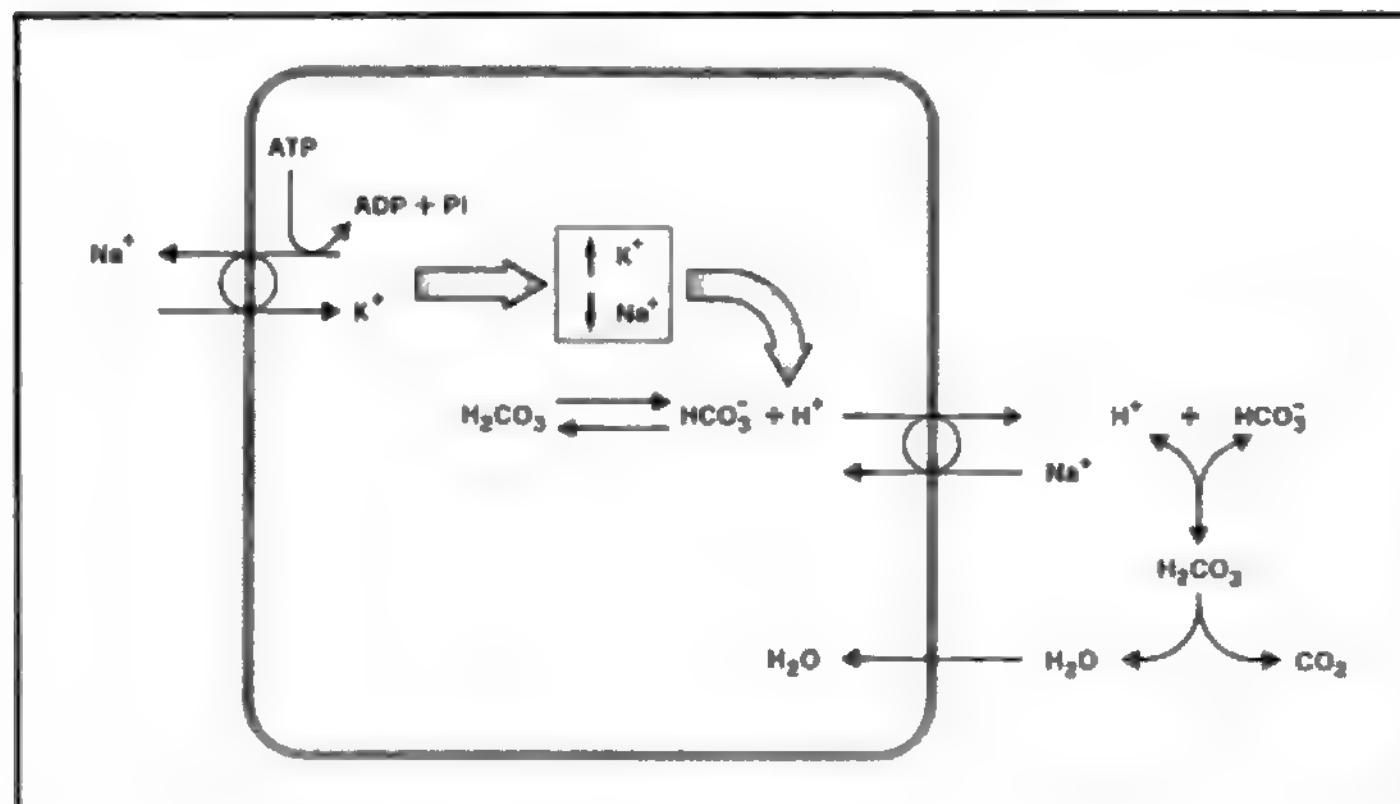 ATP
ADP + Pi
Na⁺
K⁺
K⁺
Na⁺
H₂CO₃ HCO₃⁻ + H⁺
H⁺ + HCO₃⁻
Na⁺
H₂CO₃
H₂O H₂O CO₂